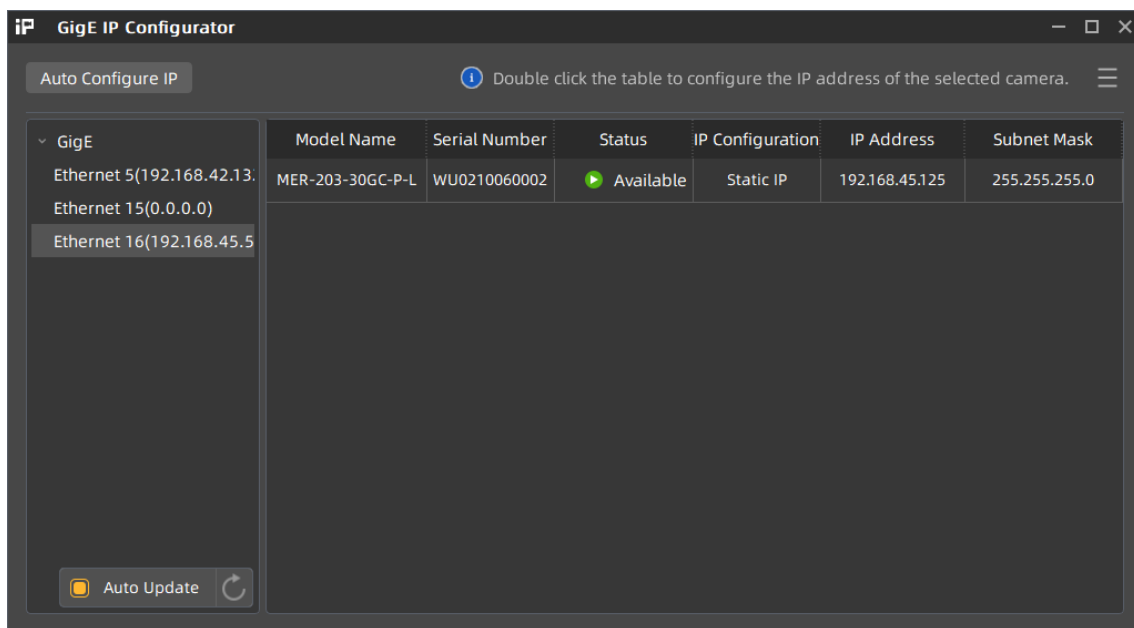 iP GigE IP Configurator
Auto Configure IP
Double click the table to configure the IP address of the selected camera.
GigE
Ethernet 5(192.168.42.13
Ethernet 15(0.0.0.0)
Ethernet 16(192.168.45.5
Model Name Serial Number Status IP Configuration IP Address Subnet Mask
MER-203-30GC-P-L WU0210060002 Available Static IP 192.168.45.125 255.255.255.0
Auto Update